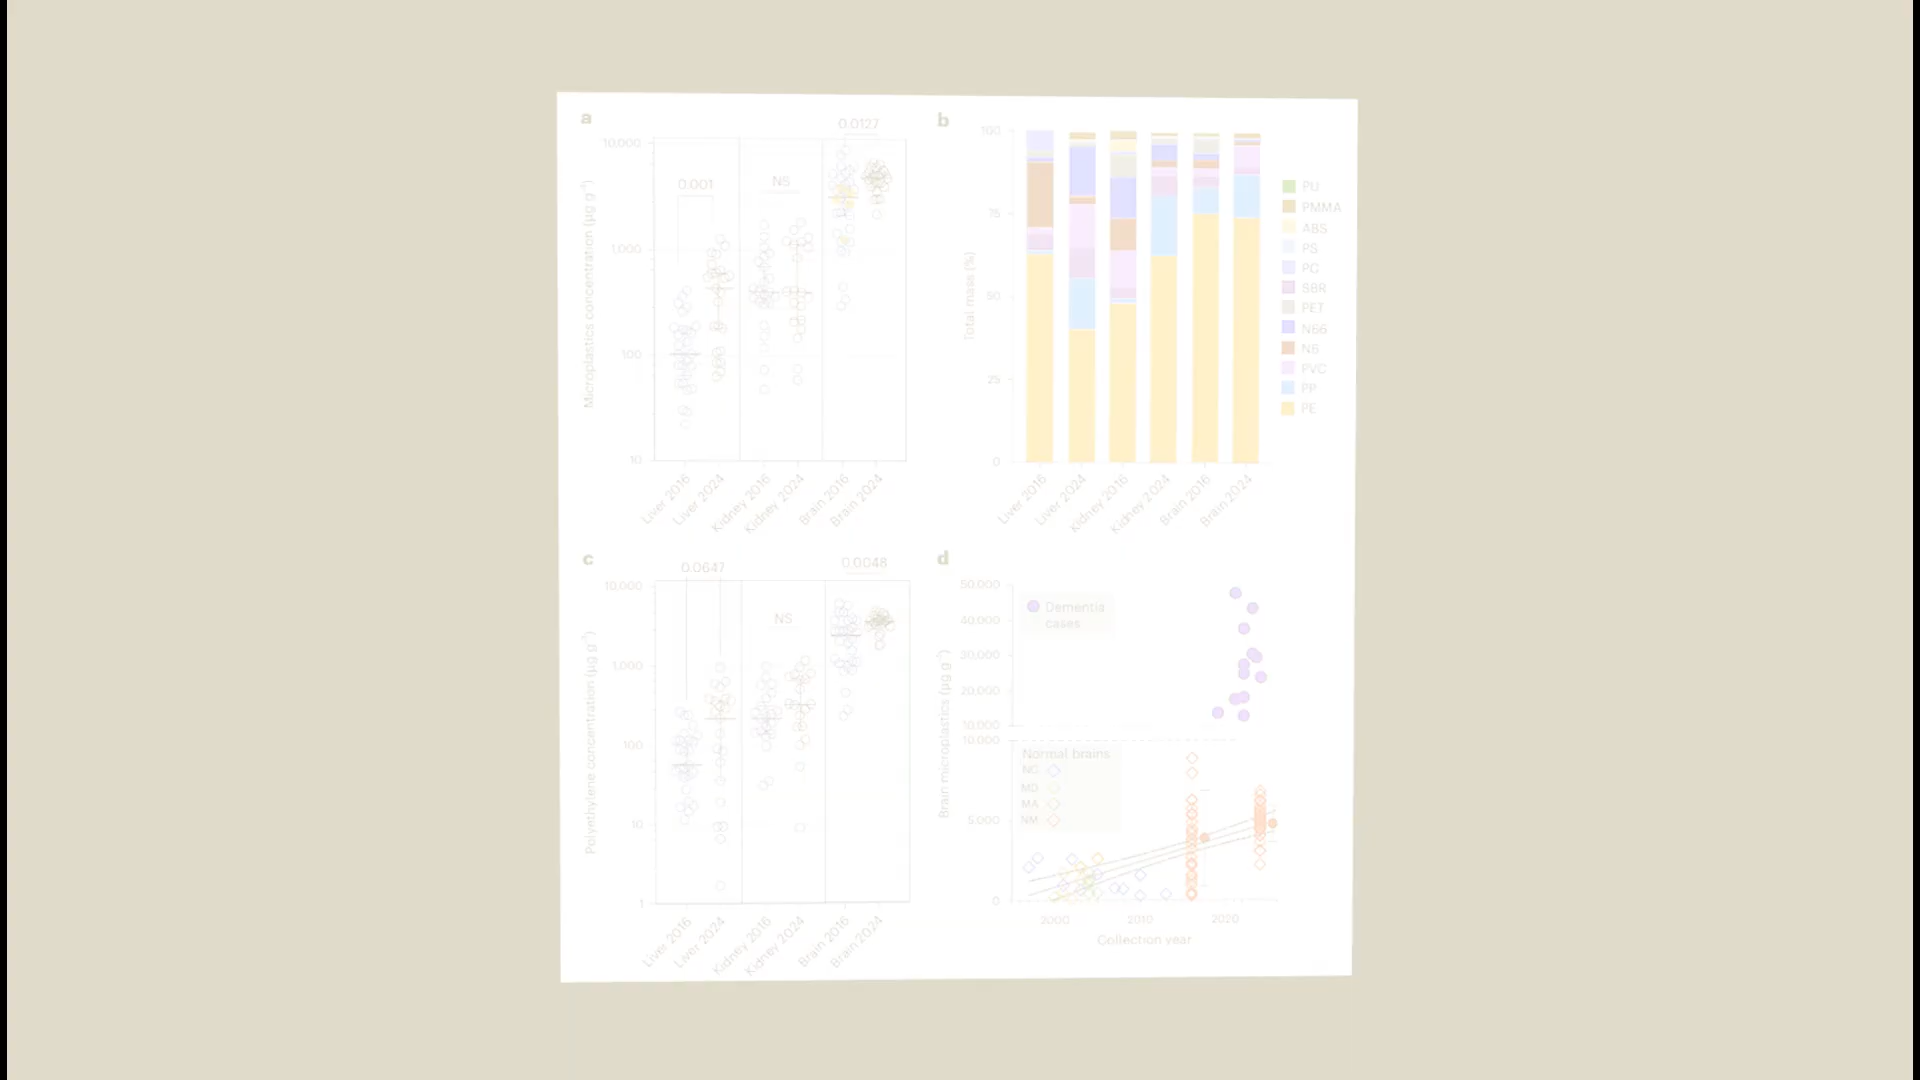 a
0.0127
10,000
0.001
NS
1,000
100
10
Microplastics concentration (µg g⁻¹)
Liver 2016
Liver 2024
Kidney 2016
Kidney 2024
Brain 2016
Brain 2024
b
100
75
50
25
0
Total mass (%)
PU
PMMA
ABS
PS
PC
SBR
PET
N66
N6
PVC
PP
PE
Liver 2016
Liver 2024
Kidney 2016
Kidney 2024
Brain 2016
Brain 2024
c
0.0647
0.0048
10,000
NS
1,000
100
10
1
Polyethylene concentration (µg g⁻¹)
Liver 2016
Liver 2024
Kidney 2016
Kidney 2024
Brain 2016
Brain 2024
d
50,000
40,000
30,000
20,000
10,000
Dementia
cases
10,000
5,000
0
Brain microplastics (µg g⁻¹)
Normal brains
NC
MD
MA
NM
2000
2010
2020
Collection year